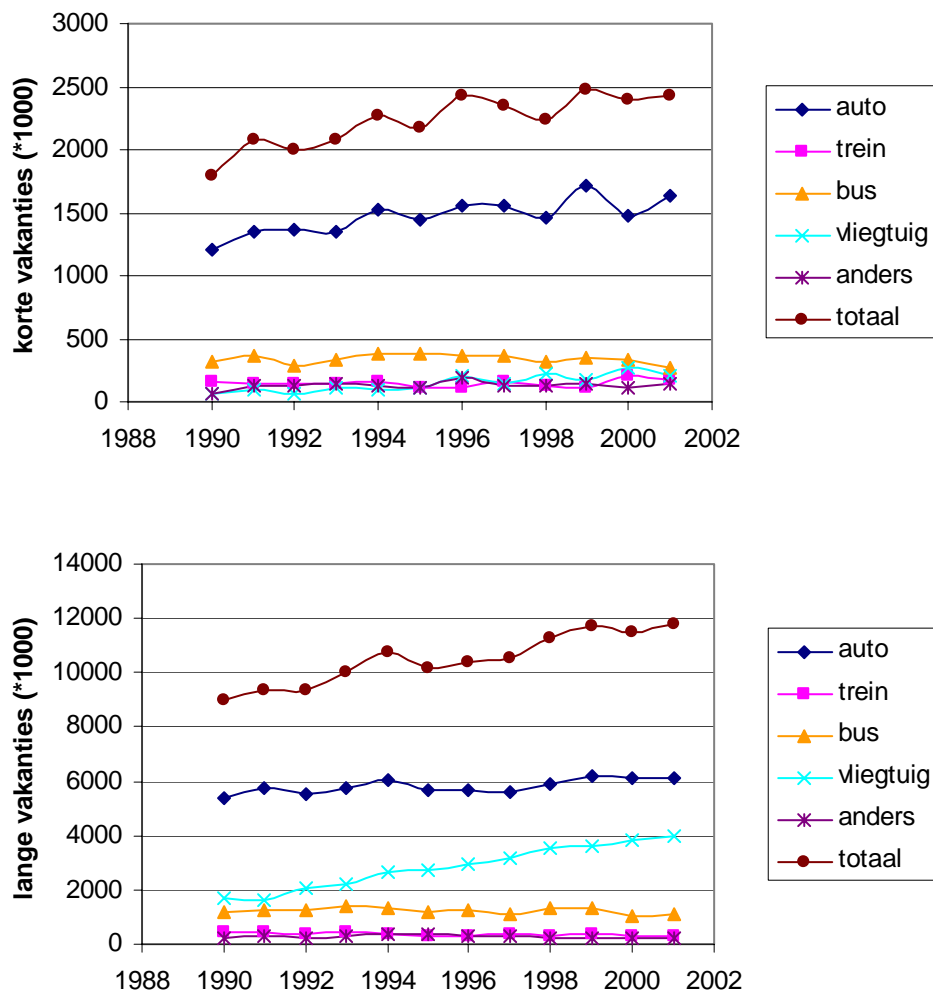 korte vakanties (*1000)
3000
2500
2000
1500
1000
500
0
1988 1990 1992 1994 1996 1998 2000 2002
auto
trein
bus
vliegtuig
anders
totaal
lange vakanties (*1000)
14000
12000
10000
8000
6000
4000
2000
0
1988 1990 1992 1994 1996 1998 2000 2002
auto
trein
bus
vliegtuig
anders
totaal